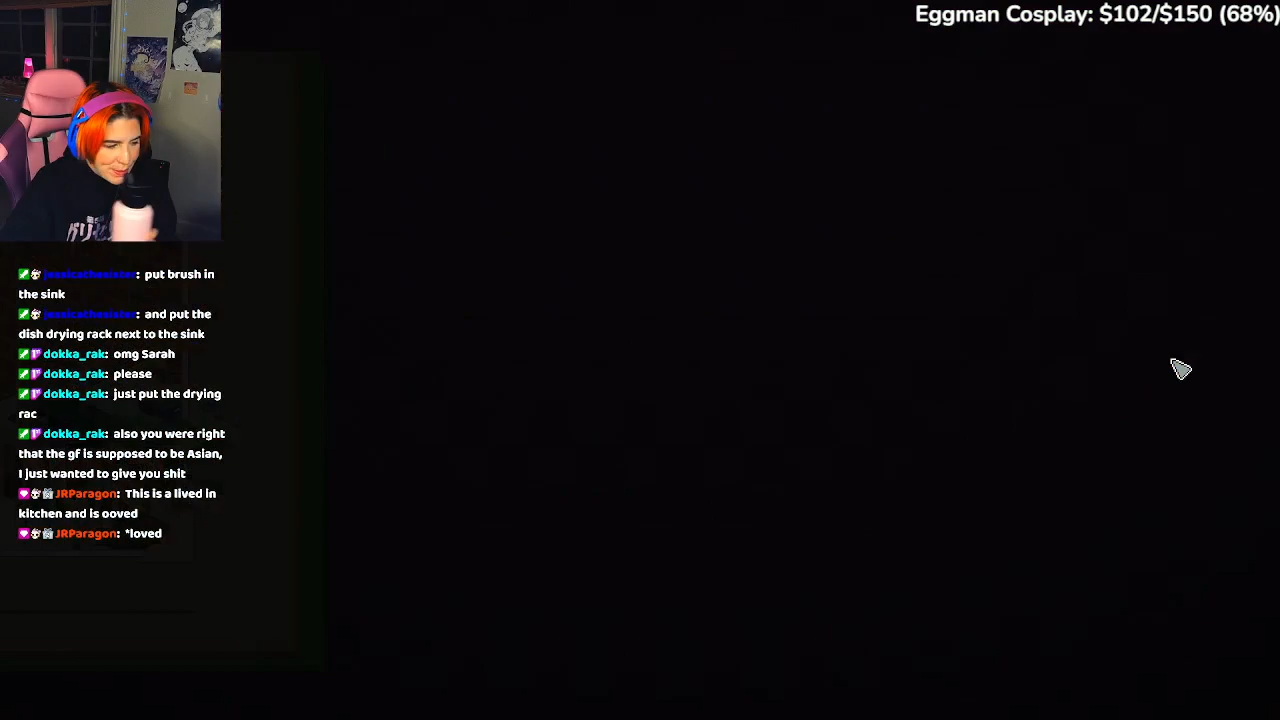 Eggman Cosplay: $102/$150 (68%)
jessicathesister: put brush in
the sink
jessicathesister: and put the
dish drying rack next to the sink
dokka_rak: omg Sarah
dokka_rak: please
dokka_rak: just put the drying
rac
dokka_rak: also you were right
that the gf is supposed to be Asian,
I just wanted to give you shit
JRParagon: This is a lived in
kitchen and is ooved
JRParagon: *loved